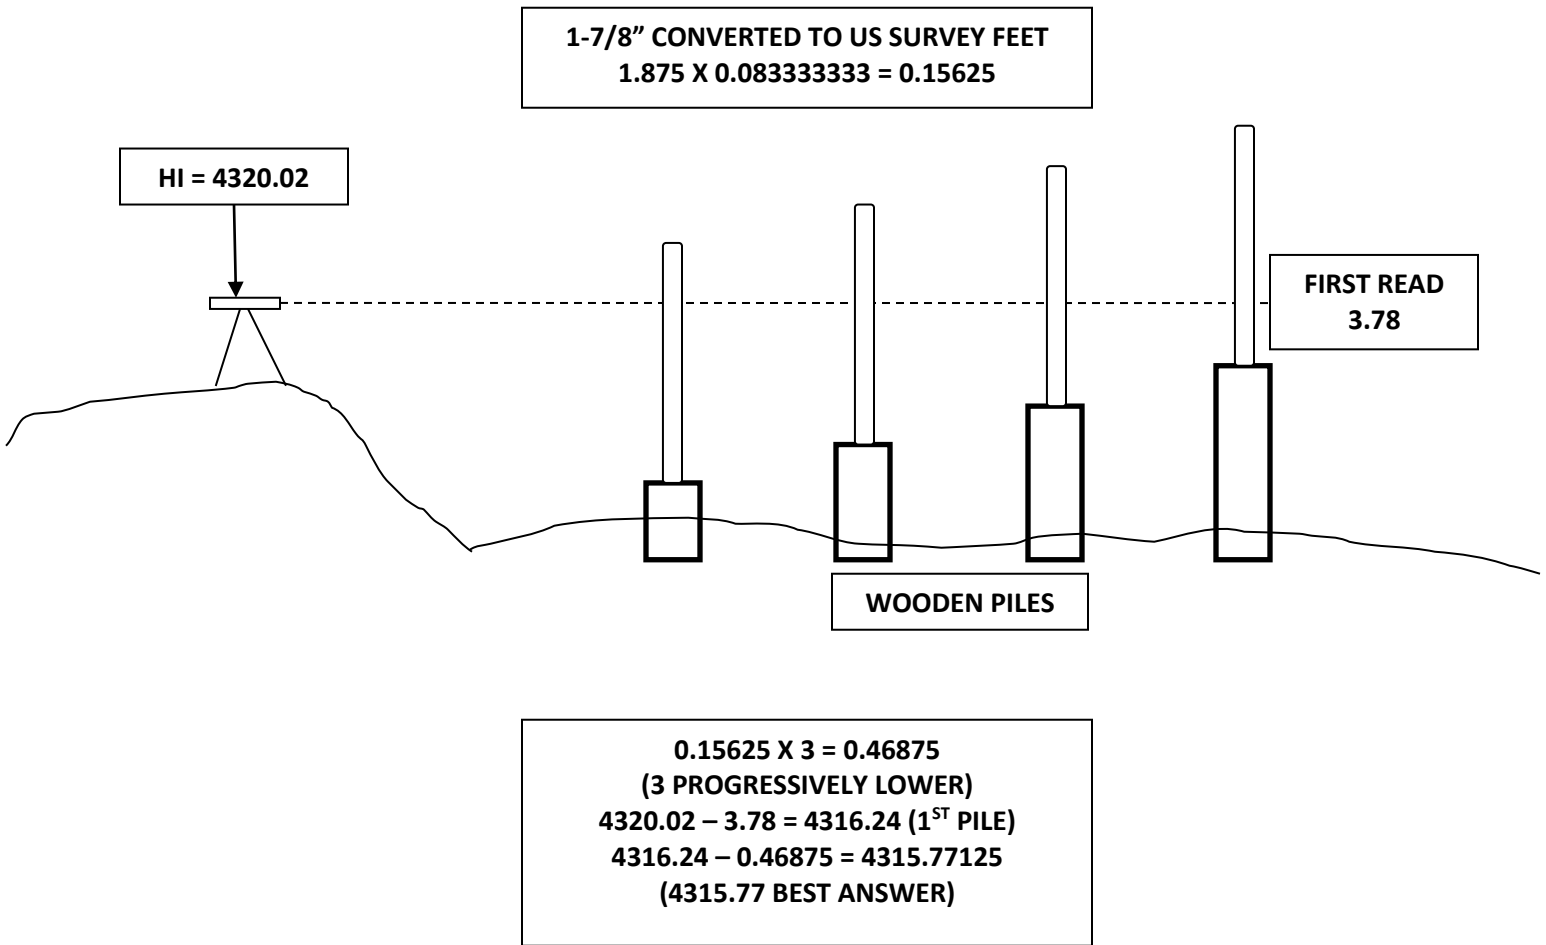 1-7/8” CONVERTED TO US SURVEY FEET
1.875 X 0.083333333 = 0.15625
HI = 4320.02
FIRST READ
3.78
WOODEN PILES
0.15625 X 3 = 0.46875
(3 PROGRESSIVELY LOWER)
4320.02 – 3.78 = 4316.24 (1ST PILE)
4316.24 – 0.46875 = 4315.77125
(4315.77 BEST ANSWER)